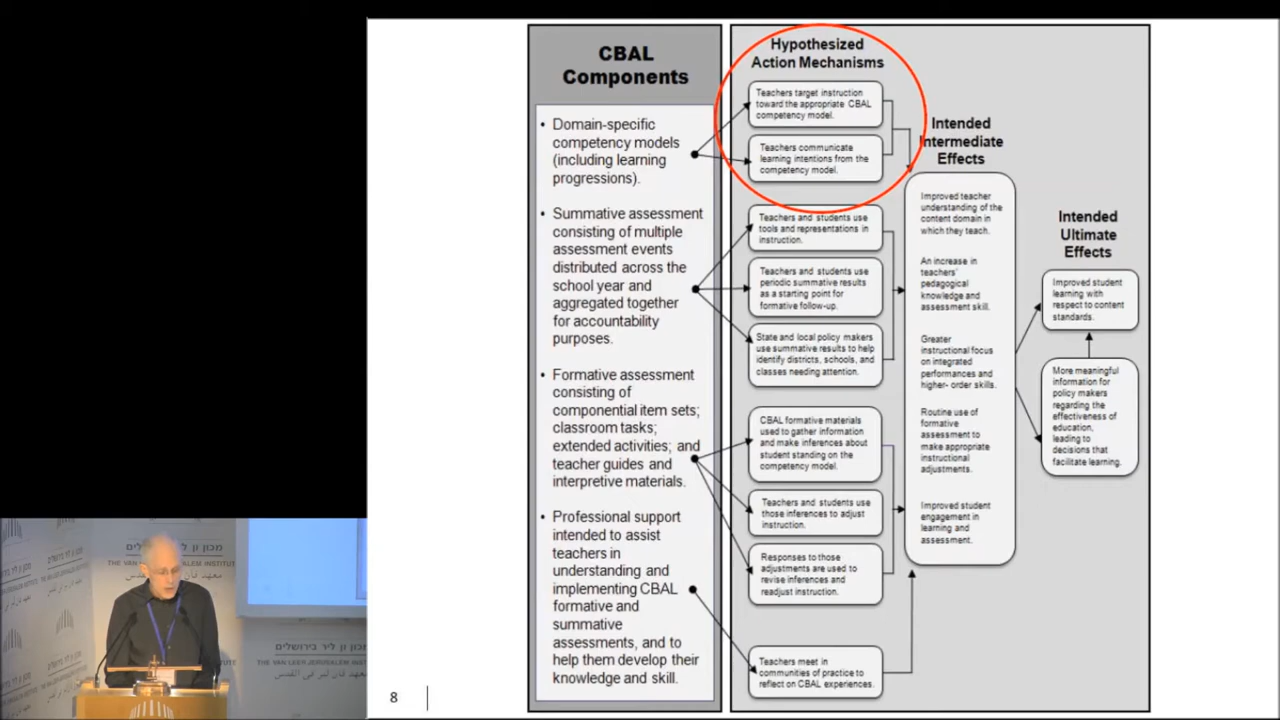 CBAL
Components
• Domain-specific
competency models
(including learning
progressions).
• Summative assessment
consisting of multiple
assessment events
distributed across the
school year and
aggregated together
for accountability
purposes.
• Formative assessment
consisting of
componential item sets;
classroom tasks;
extended activities; and
teacher guides and
interpretive materials.
• Professional support
intended to assist
teachers in
understanding and
implementing CBAL
formative and
summative
assessments, and to
help them develop their
knowledge and skill.
Hypothesized
Action Mechanisms
Teachers target instruction
toward the appropriate CBAL
competency model.
Teachers communicate
learning intentions from the
competency model.
Teachers and students use
tools and representations in
instruction.
Teachers and students use
periodic summative results
as a starting point for
formative follow-up.
State and local policy makers
use summative results to help
identify districts, schools, and
classes needing attention.
CBAL formative materials
used to gather information
and make inferences about
student standing on the
competency model.
Teachers and students use
those inferences to adjust
instruction.
Responses to those
adjustments are used to
revise inferences and
readjust instruction.
Teachers meet in
communities of practice to
reflect on CBAL experiences.
Intended
Intermediate
Effects
Improved teacher
understanding of the
content domain in
which they teach.
An increase in
teachers'
pedagogical
knowledge and
assessment skill.
Greater
instructional focus
on integrated
performances and
higher- order skills.
Routine use of
formative
assessment to
make appropriate
instructional
adjustments.
Improved student
engagement in
learning and
assessment.
Intended
Ultimate
Effects
Improved student
learning with
respect to content
standards.
More meaningful
information for
policy makers
regarding the
effectiveness of
education,
leading to
decisions that
facilitate learning.
8
מכון ון ליר בירושלים
THE VAN LEER JERUSALEM INSTITUTE
מכון ון ליר בירושלים
THE VAN LEER JERUSALEM INSTITUT